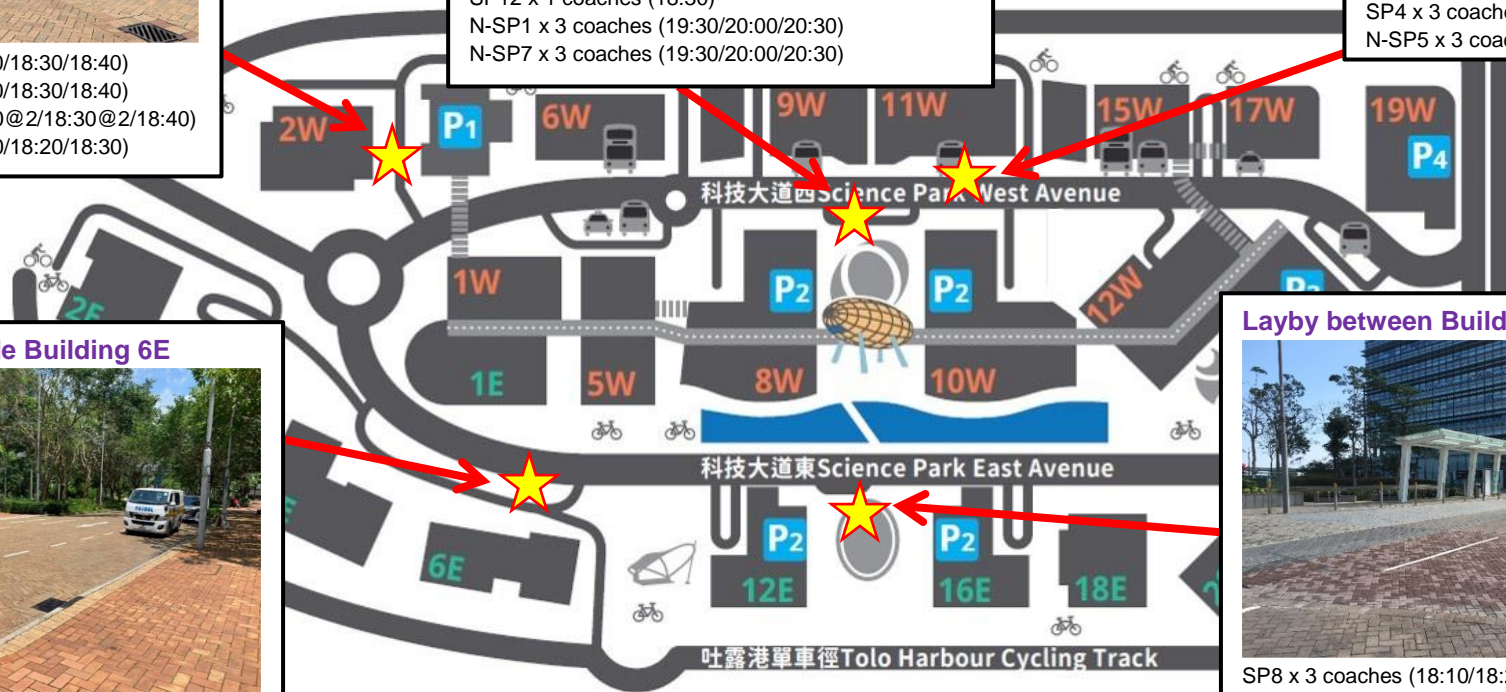 N-SP1 x 3 coaches (19:30/20:00/20:30)
N-SP7 x 3 coaches (19:30/20:00/20:30)
SP4 x 3
N-SP5 x 3
/18:30/18:40)
/18:30/18:40)
@2/18:30@2/18:40)
/18:20/18:30)
2W
P1
6W
9W
11W
15W
17W
19W
P4
科技大道西Science Park West Avenue
1W
P2
P2
12W
2E
Building 6E
1E
5W
8W
10W
Layby between
科技大道東Science Park East Avenue
6E
P2
12E
P2
16E
18E
吐露港單車徑Tolo Harbour Cycling Track
SP8 x 3 coaches (18:10/18: